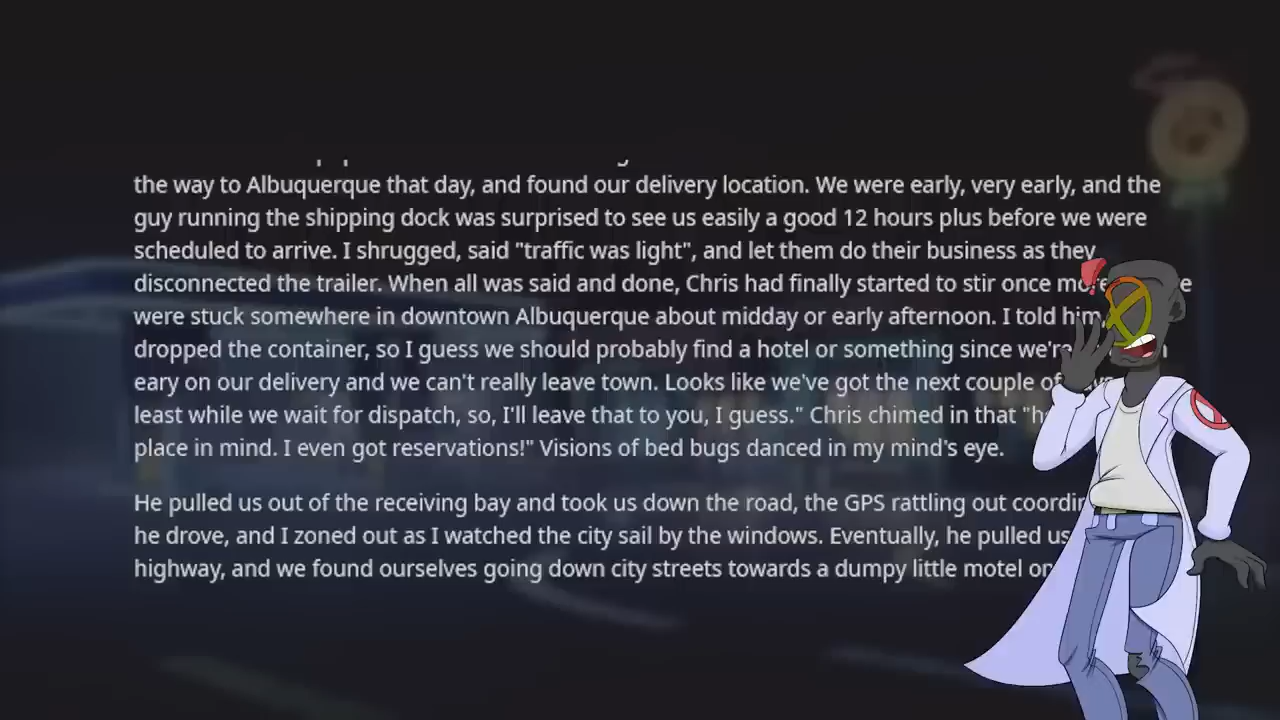 the way to Albuquerque that day, and found our delivery location. We were early, very early, and the
guy running the shipping dock was surprised to see us easily a good 12 hours plus before we were
scheduled to arrive. I shrugged, said "traffic was light", and let them do their business as they
disconnected the trailer. When all was said and done, Chris had finally started to stir once more
were stuck somewhere in downtown Albuquerque about midday or early afternoon. I told him,
dropped the container, so I guess we should probably find a hotel or something since we're
eary on our delivery and we can't really leave town. Looks like we've got the next couple of
least while we wait for dispatch, so, I'll leave that to you, I guess." Chris chimed in that
place in mind. I even got reservations!" Visions of bed bugs danced in my mind's eye.
He pulled us out of the receiving bay and took us down the road, the GPS rattling out
he drove, and I zoned out as I watched the city sail by the windows. Eventually, he pulled us
highway, and we found ourselves going down city streets towards a dumpy little motel on